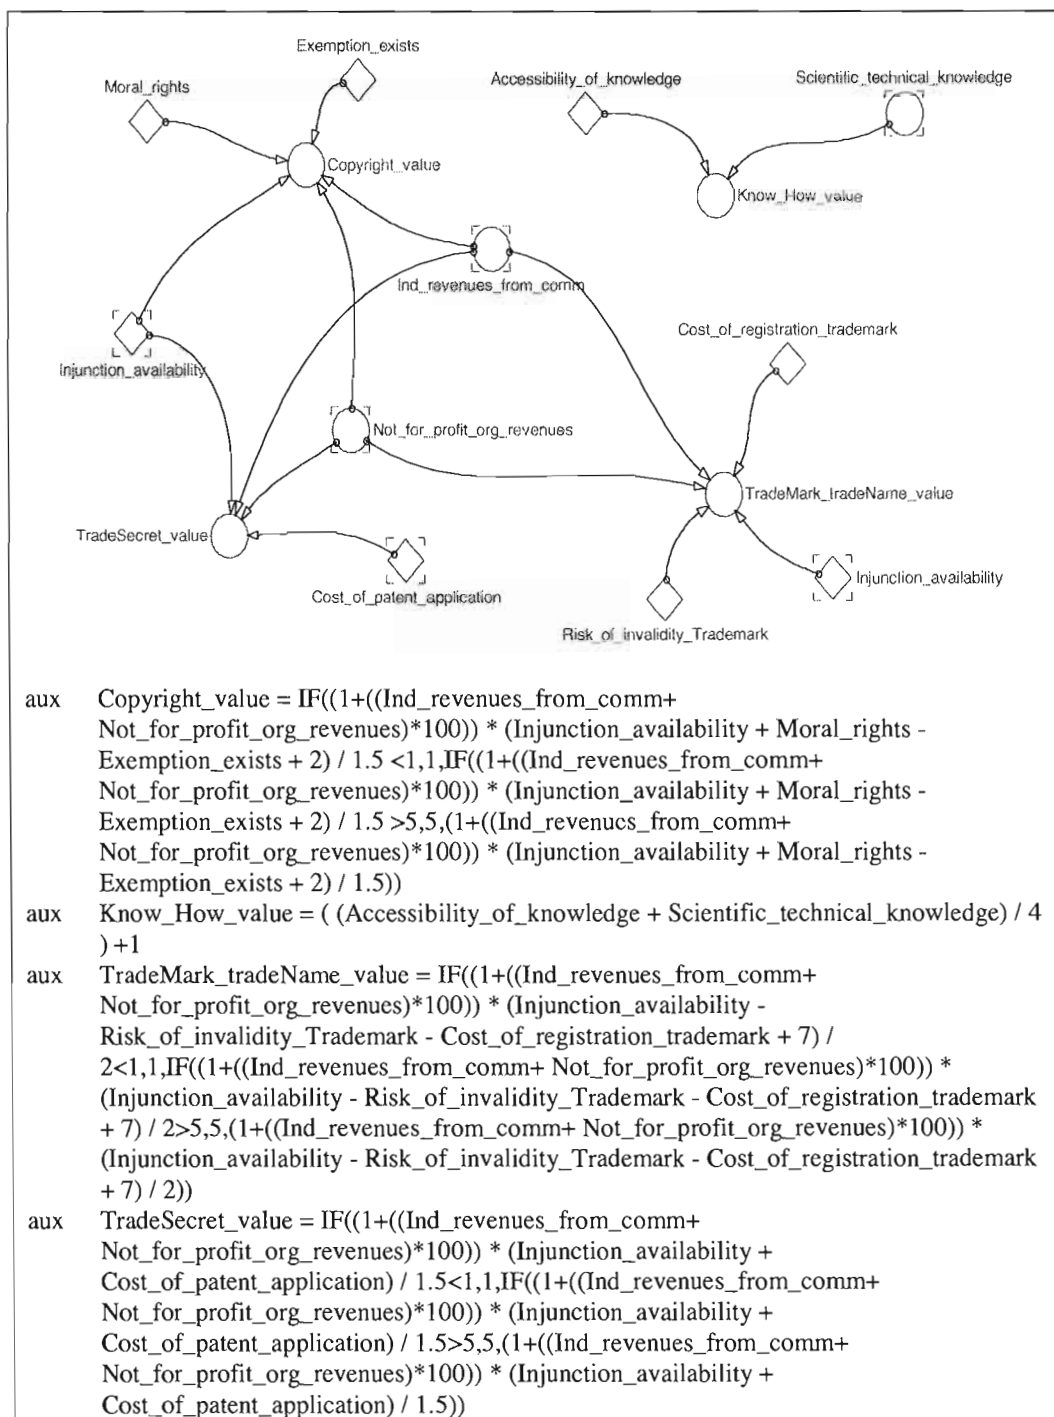 Exemption_exists
Moral_rights
Accessibility_of_knowledge
Scientific_technical_knowledge
Copyright_value
Know_How_value
Ind_revenues_from_comm
Cost_of_registration_trademark
Injunction_availability
Not_for_profit_org_revenues
TradeMark_tradeName_value
TradeSecret_value
Injunction_availability
Cost_of_patent_application
Risk_of_invalidity_Trademark
aux Copyright_value = IF((1+((Ind_revenues_from_comm+
Not_for_profit_org_revenues)*100)) * (Injunction_availability + Moral_rights -
Exemption_exists + 2) / 1.5 <1,1,IF((1+((Ind_revenues_from_comm+
Not_for_profit_org_revenues)*100)) * (Injunction_availability + Moral_rights -
Exemption_exists + 2) / 1.5 >5,5,(1+((Ind_revenucs_from_comm+
Not_for_profit_org_revenues)*100)) * (Injunction_availability + Moral_rights -
Exemption_exists + 2) / 1.5))
aux Know_How_value = ( (Accessibility_of_knowledge + Scientific_technical_knowledge) / 4
) +1
aux TradeMark_tradeName_value = IF((1+((Ind_revenues_from_comm+
Not_for_profit_org_revenues)*100)) * (Injunction_availability -
Risk_of_invalidity_Trademark - Cost_of_registration_trademark + 7) /
2<1,1,IF((1+((Ind_revenues_from_comm+ Not_for_profit_org_revenues)*100)) *
(Injunction_availability - Risk_of_invalidity_Trademark - Cost_of_registration_trademark
+ 7) / 2>5,5,(1+((Ind_revenues_from_comm+ Not_for_profit_org_revenues)*100)) *
(Injunction_availability - Risk_of_invalidity_Trademark - Cost_of_registration_trademark
+ 7) / 2))
aux TradeSecret_value = IF((1+((Ind_revenues_from_comm+
Not_for_profit_org_revenues)*100)) * (Injunction_availability +
Cost_of_patent_application) / 1.5<1,1,IF((1+((Ind_revenues_from_comm+
Not_for_profit_org_revenues)*100)) * (Injunction_availability +
Cost_of_patent_application) / 1.5>5,5,(1+((Ind_revenues_from_comm+
Not_for_profit_org_revenues)*100)) * (Injunction_availability +
Cost_of_patent_application) / 1.5))